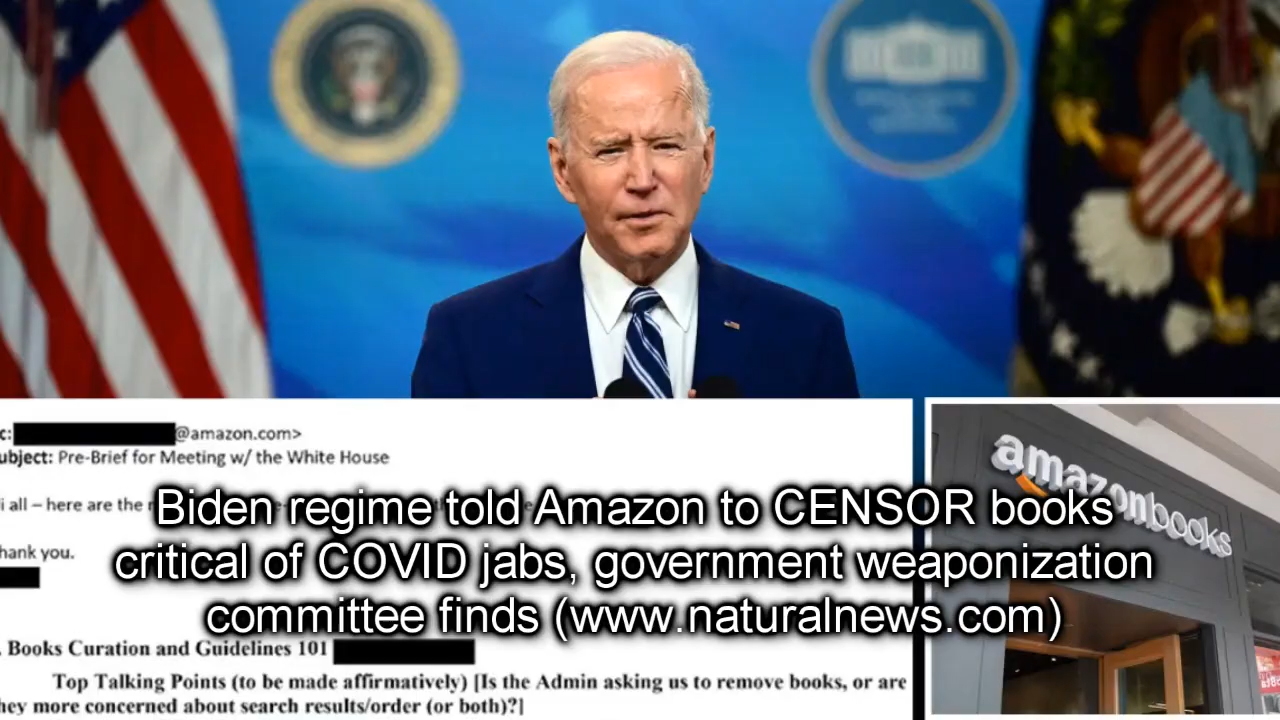 c: @amazon.com>
ubject: Pre-Brief for Meeting w/ the White House
i all – here are the
hank you.
Biden regime told Amazon to CENSOR books
critical of COVID jabs, government weaponization
committee finds (www.naturalnews.com)
. Books Curation and Guidelines 101
Top Talking Points (to be made affirmatively) [Is the Admin asking us to remove books, or are
hey more concerned about search results/order (or both)?]
amazonbooks